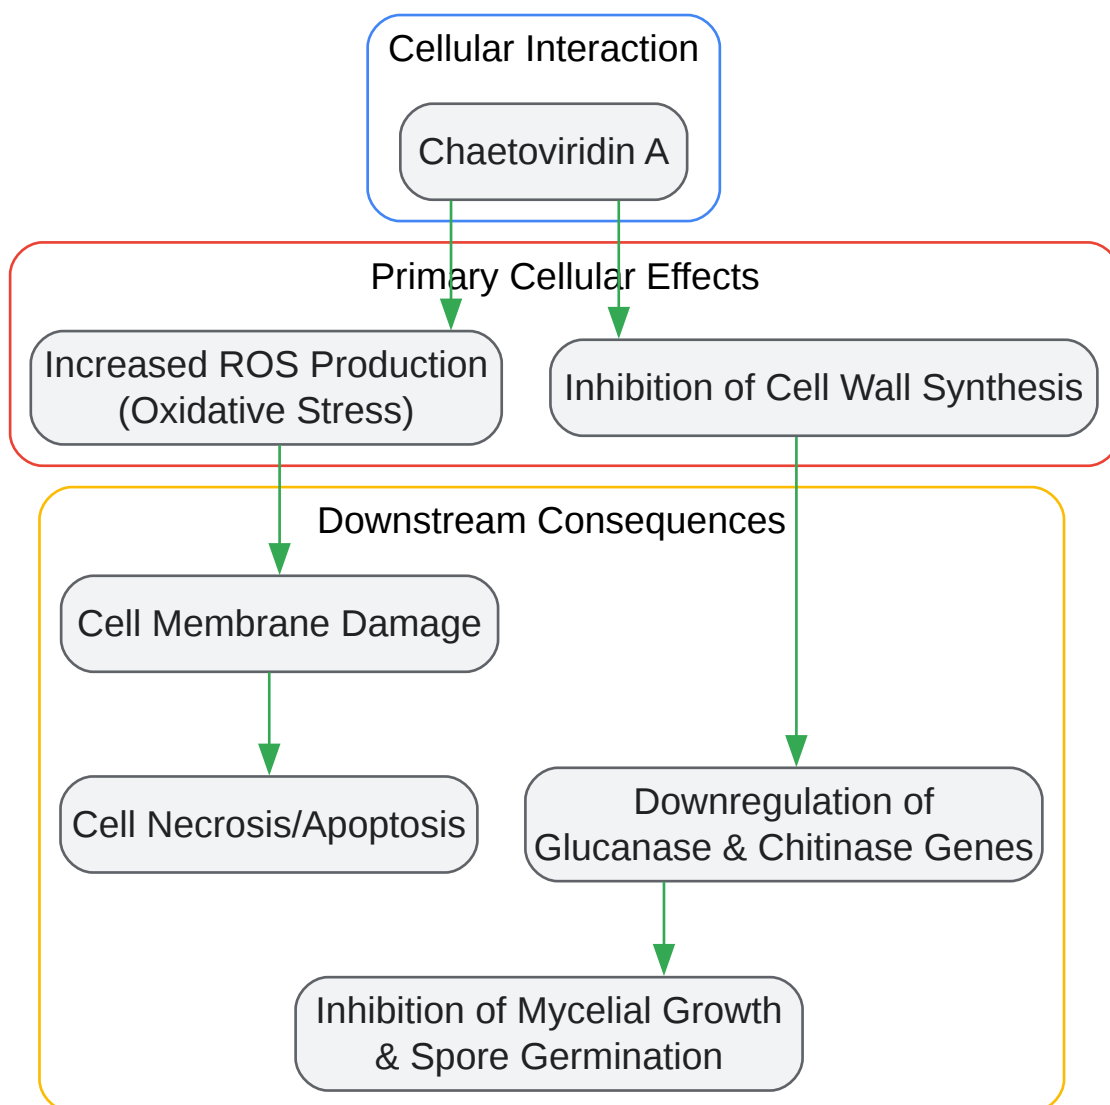 Cellular Interaction
Chaetoviridin A
Primary Cellular Effects
Increased ROS Production
(Oxidative Stress)
Inhibition of Cell Wall Synthesis
Downstream Consequences
Cell Membrane Damage
Cell Necrosis/Apoptosis
Downregulation of
Glucanase & Chitinase Genes
Inhibition of Mycelial Growth
& Spore Germination